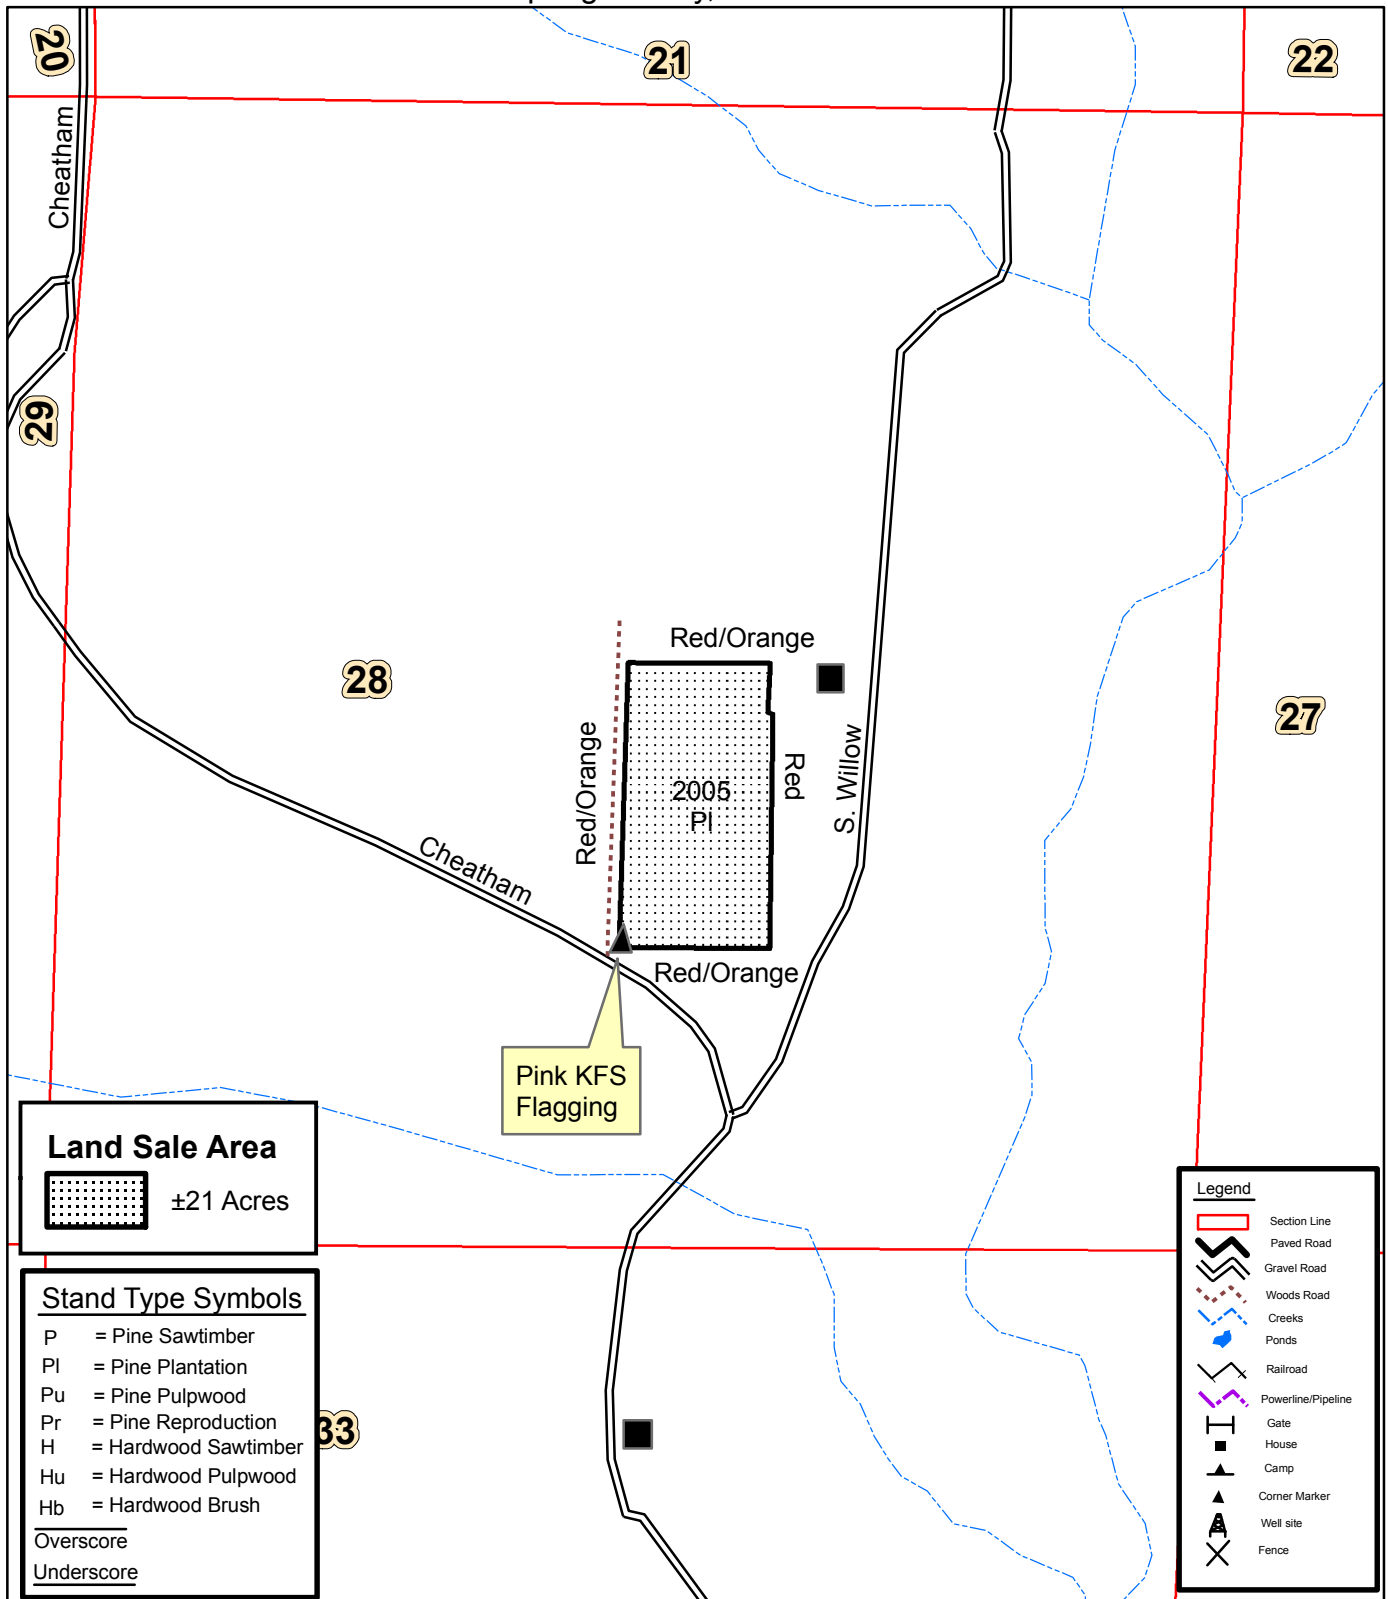 20
21
22
Cheatham
29
28
Red/Orange
27
Red/Orange
Red
S. Willow
2005
Pl
Cheatham
Red/Orange
Pink KFS
Flagging
Land Sale Area
±21 Acres
Stand Type Symbols
P = Pine Sawtimber
Pl = Pine Plantation
Pu = Pine Pulpwood
Pr = Pine Reproduction
H = Hardwood Sawtimber
Hu = Hardwood Pulpwood
Hb = Hardwood Brush
Overscore
Underscore
33
Legend
Section Line
Paved Road
Gravel Road
Woods Road
Creeks
Ponds
Railroad
Powerline/Pipeline
Gate
House
Camp
Corner Marker
Well site
Fence